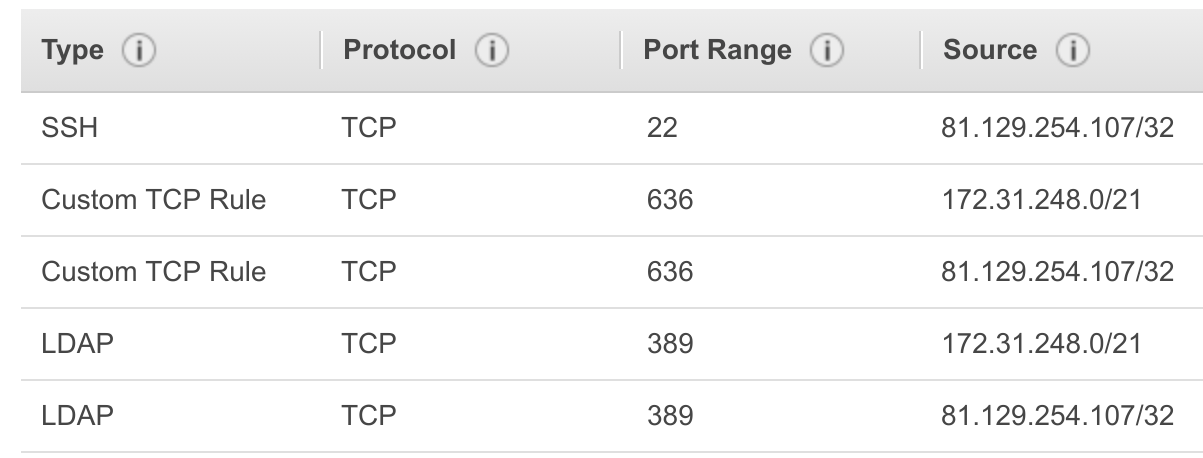 Type Protocol Port Range Source
SSH TCP 22 81.129.254.107/32
Custom TCP Rule TCP 636 172.31.248.0/21
Custom TCP Rule TCP 636 81.129.254.107/32
LDAP TCP 389 172.31.248.0/21
LDAP TCP 389 81.129.254.107/32